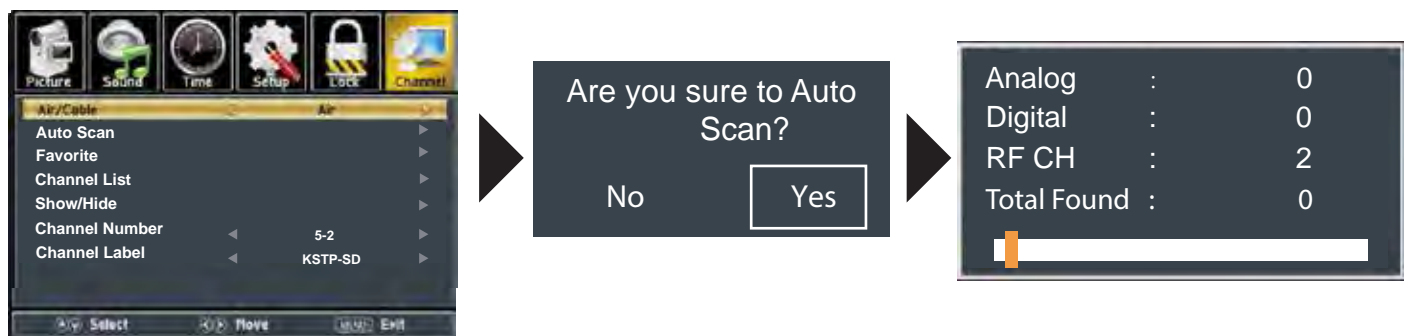 Picture Sound Time Setup Lock Channel
Air/Cable Air
Auto Scan
Favorite
Channel List
Show/Hide
Channel Number 5-2
Channel Label KSTP-SD
Select Move MENU Exit
Are you sure to Auto
Scan?
No Yes
Analog : 0
Digital : 0
RF CH : 2
Total Found : 0